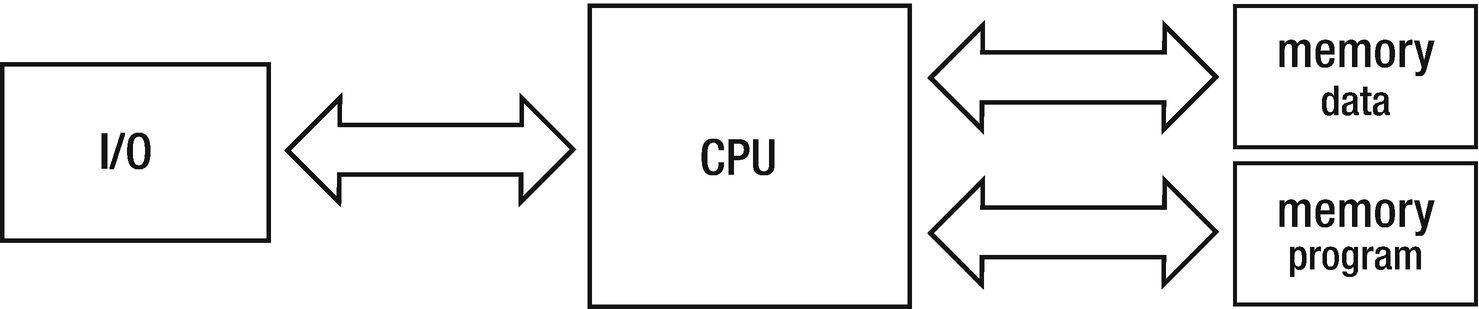 I/O
CPU
memory
data
memory
program